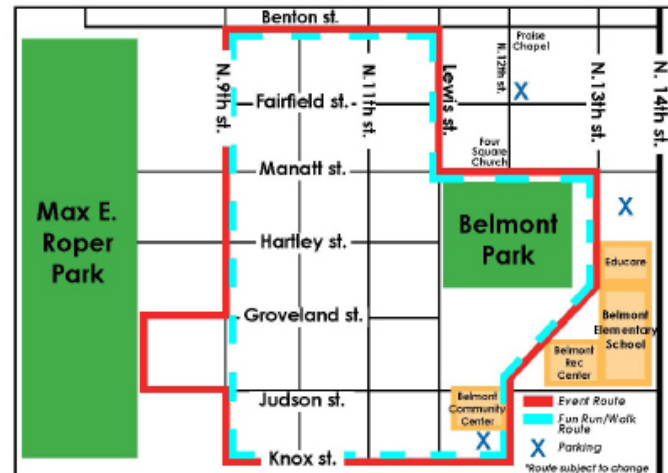 Benton st.
Praise
Chapel
N.9th st.
N.11th st.
Lewis st.
N.12th st.
N.13th st.
N. 14th st.
X
Fairfield st.
Four
Square
Church
Manatt st.
X
Max E.
Roper
Park
Hartley st.
Belmont
Park
Educare
Groveland st.
Belmont
Elementary
School
Belmont
Rec
Center
Judson st.
Belmont
Community
Center
X
Knox st.
Event Route
Fun Run/Walk
Route
X Parking
*Route subject to change